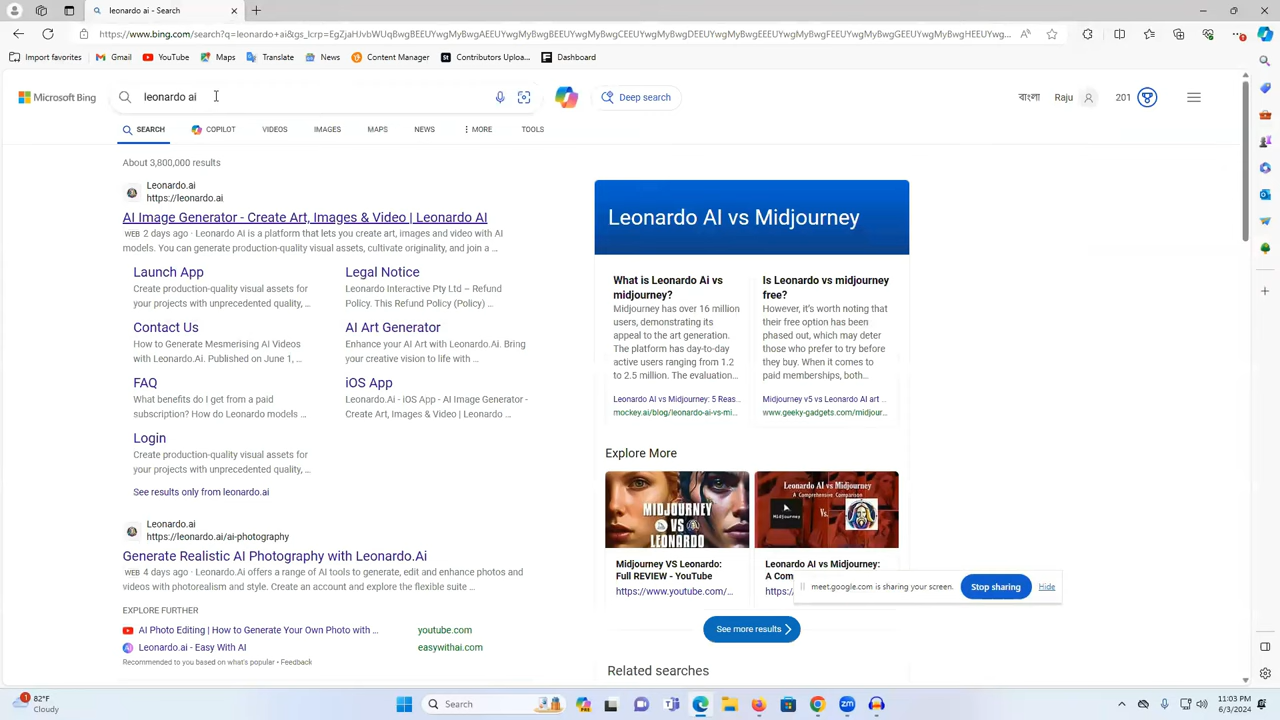 leonardo ai - Search
https://www.bing.com/search?q=leonardo+ai&gs_lcrp=
Import favorites
Gmail
YouTube
Maps
Translate
News
Content Manager
Contributors Uploa...
Dashboard
Microsoft Bing
leonardo ai
Deep search
বাংলা
Raju
201
SEARCH
COPILOT
VIDEOS
IMAGES
MAPS
NEWS
MORE
TOOLS
About 3,800,000 results
Leonardo.ai
https://leonardo.ai
AI Image Generator - Create Art, Images & Video | Leonardo AI
WEB 2 days ago · Leonardo AI is a platform that lets you create art, images and video with AI
models. You can generate production-quality visual assets, cultivate originality, and join a ...
Launch App
Create production-quality visual assets for
your projects with unprecedented quality, ...
Legal Notice
Leonardo Interactive Pty Ltd – Refund
Policy. This Refund Policy (Policy) ...
Contact Us
How to Generate Mesmerising AI Videos
with Leonardo.Ai. Published on June 1, ...
AI Art Generator
Enhance your AI Art with Leonardo.Ai. Bring
your creative vision to life with ...
FAQ
What benefits do I get from a paid
subscription? How do Leonardo models ...
iOS App
Leonardo.Ai - iOS App - AI Image Generator -
Create Art, Images & Video | Leonardo ...
Login
Create production-quality visual assets for
your projects with unprecedented quality, ...
See results only from leonardo.ai
Leonardo.ai
https://leonardo.ai/ai-photography
Generate Realistic AI Photography with Leonardo.Ai
WEB 4 days ago · Leonardo.Ai offers a range of AI tools to generate, edit and enhance photos and
videos with photorealism and style. Create an account and explore the flexible suite ...
EXPLORE FURTHER
AI Photo Editing | How to Generate Your Own Photo with ...
youtube.com
Leonardo.ai - Easy With AI
easywithai.com
Recommended to you based on what's popular • Feedback
Leonardo AI vs Midjourney
What is Leonardo Ai vs
midjourney?
Midjourney has over 16 million
users, demonstrating its
appeal to the art generation.
The platform has day-to-day
active users ranging from 1.2
to 2.5 million. The evaluation...
Leonardo AI vs Midjourney: 5 Reas...
mockey.ai/blog/leonardo-ai-vs-mi...
Is Leonardo vs midjourney
free?
However, it's worth noting that
their free option has been
phased out, which may deter
those who prefer to try before
they buy. When it comes to
paid memberships, both...
Midjourney v5 vs Leonardo AI art ...
www.geeky-gadgets.com/midjour...
Explore More
MIDJOURNEY
VS
LEONARDO
Midjourney VS Leonardo:
Full REVIEW - YouTube
https://www.youtube.com/...
Leonardo AI vs Midjourney
A Comprehensive Comparison
Midjourney
Vs.
Leonardo AI vs Midjourney:
A Com
https:/
meet.google.com is sharing your screen.
Stop sharing
Hide
See more results
Related searches
1
82°F
Cloudy
Search
zm
11:03 PM
6/3/2024